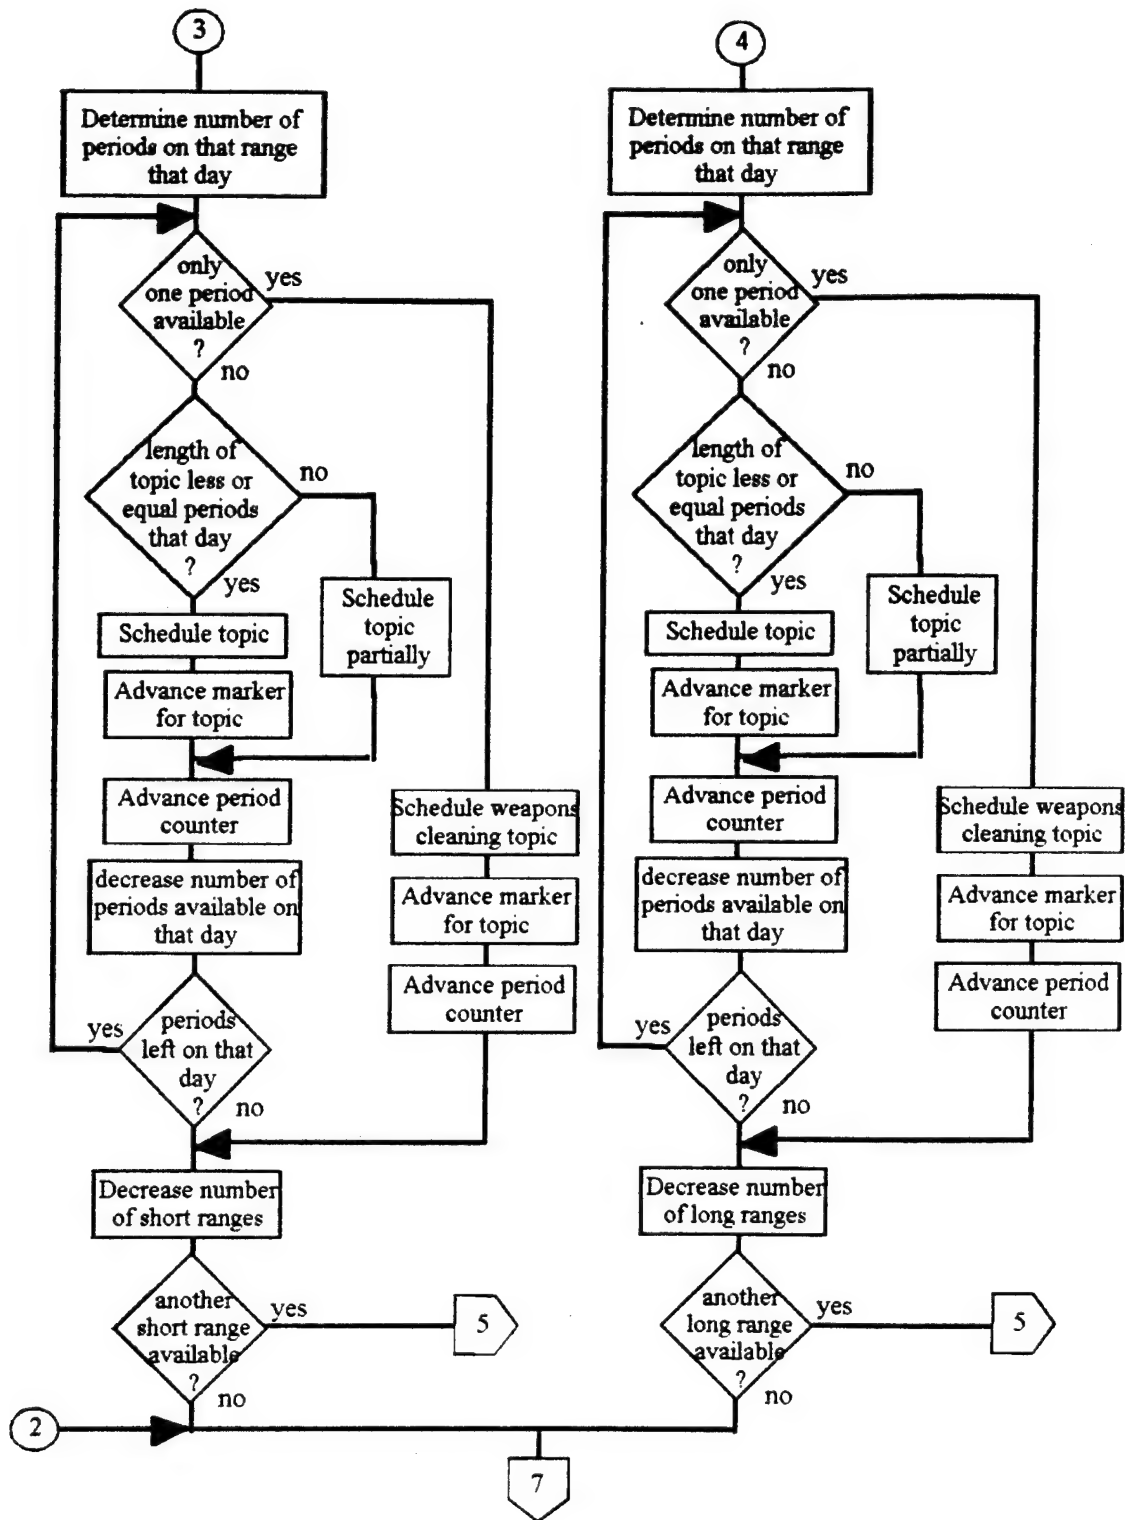 3
Determine number of
periods on that range
that day
only
one period
available
?
yes
no
length of
topic less or
equal periods
that day
?
no
yes
Schedule
topic
partially
Schedule topic
Advance marker
for topic
Advance period
counter
decrease number of
periods available on
that day
Schedule weapons
cleaning topic
Advance marker
for topic
Advance period
counter
yes
periods
left on that
day
?
no
Decrease number
of short ranges
another
short range
available
?
yes
5
no
2
4
Determine number of
periods on that range
that day
only
one period
available
?
yes
no
length of
topic less or
equal periods
that day
?
no
yes
Schedule
topic
partially
Schedule topic
Advance marker
for topic
Advance period
counter
decrease number of
periods available on
that day
Schedule weapons
cleaning topic
Advance marker
for topic
Advance period
counter
yes
periods
left on that
day
?
no
Decrease number
of long ranges
another
long range
available
?
yes
5
no
7